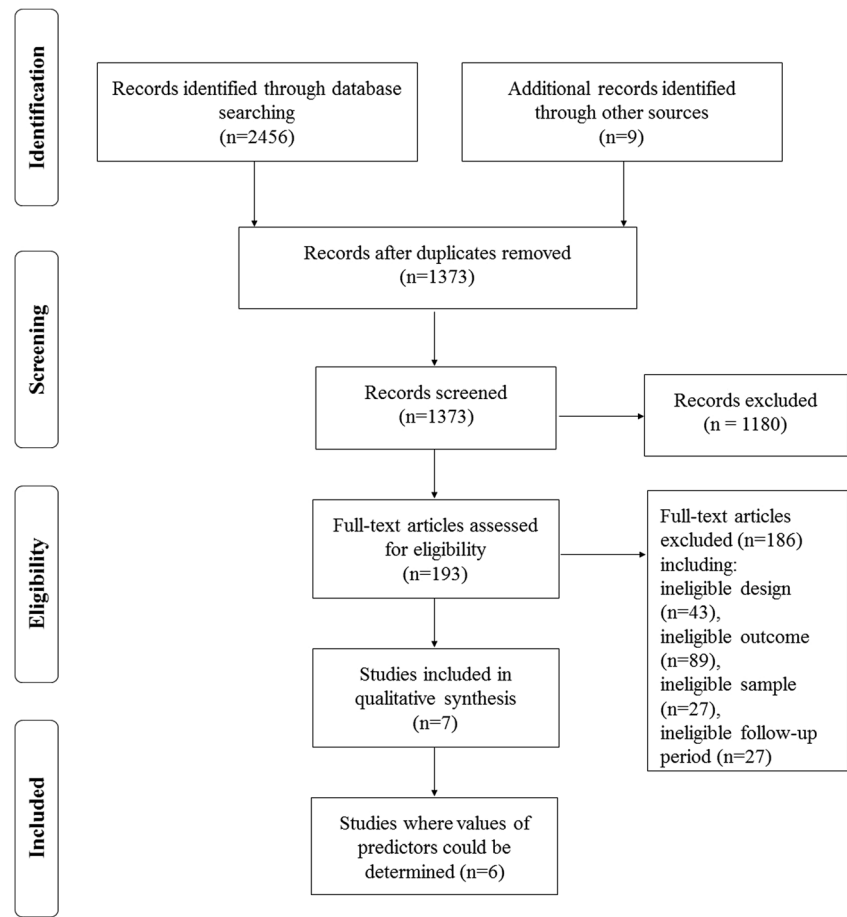 Identification
Records identified through database
searching
(n=2456)
Additional records identified
through other sources
(n=9)
Records after duplicates removed
(n=1373)
Screening
Records screened
(n=1373)
Records excluded
(n = 1180)
Eligibility
Full-text articles assessed
for eligibility
(n=193)
Full-text articles
excluded (n=186)
including:
ineligible design
(n=43),
ineligible outcome
(n=89),
ineligible sample
(n=27),
ineligible follow-up
period (n=27)
Studies included in
qualitative synthesis
(n=7)
Included
Studies where values of
predictors could be
determined (n=6)